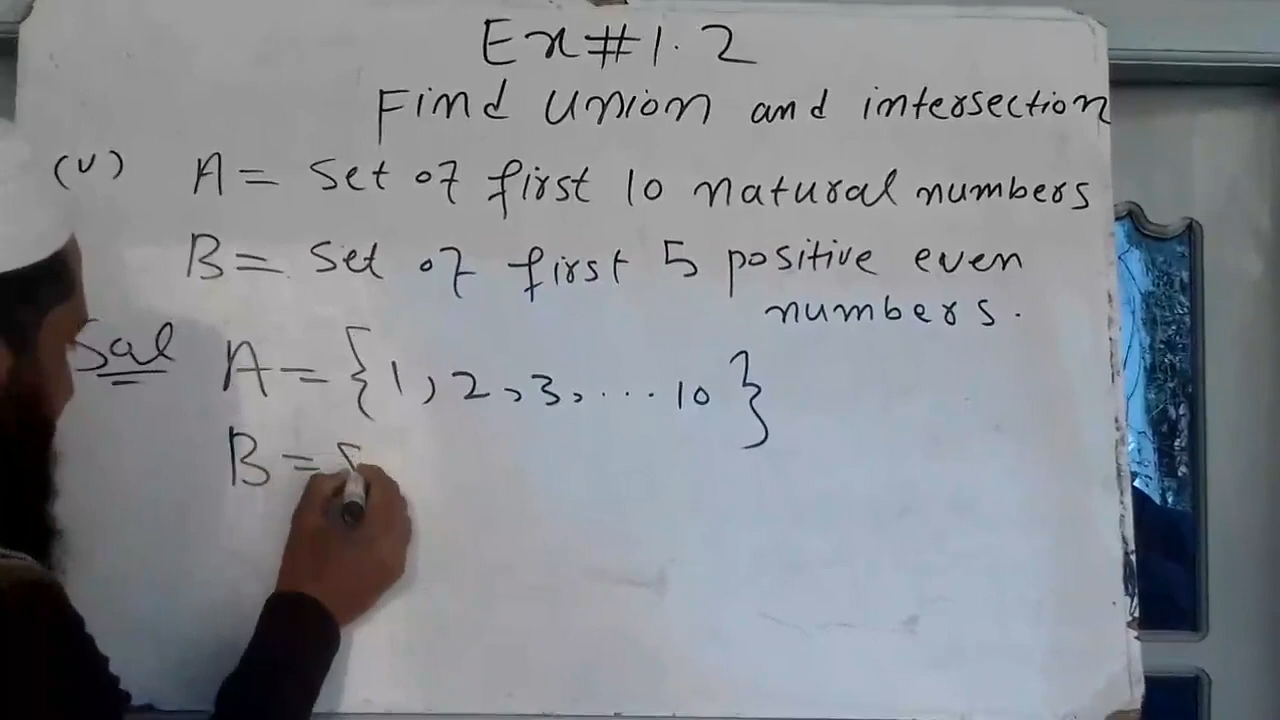 Ex#1.2
Find union and intersection
(v) A = Set of first 10 natural numbers
B = Set of first 5 positive even
numbers.
Sol A = {1, 2, 3, ... 10 }
B = {